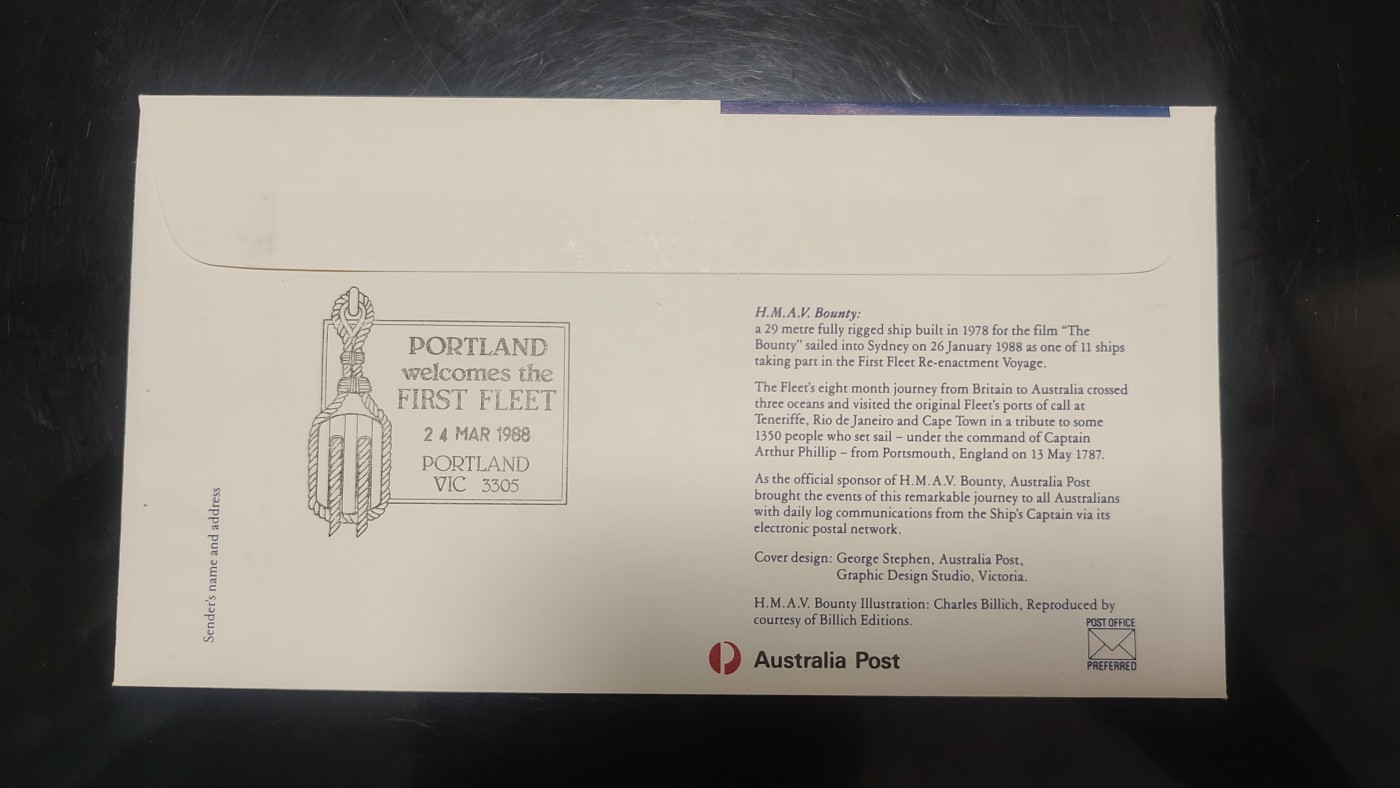 PORTLAND
welcomes the
FIRST FLEET
24 MAR 1988
PORTLAND
VIC 3305
Sender's name and address
H.M.A.V. Bounty:
a 29 metre fully rigged ship built in 1978 for the film “The
Bounty” sailed into Sydney on 26 January 1988 as one of 11 ships
taking part in the First Fleet Re-enactment Voyage.
The Fleet's eight month journey from Britain to Australia crossed
three oceans and visited the original Fleet's ports of call at
Teneriffe, Rio de Janeiro and Cape Town in a tribute to some
1350 people who set sail – under the command of Captain
Arthur Phillip – from Portsmouth, England on 13 May 1787.
As the official sponsor of H.M.A.V. Bounty, Australia Post
brought the events of this remarkable journey to all Australians
with daily log communications from the Ship's Captain via its
electronic postal network.
Cover design: George Stephen, Australia Post,
Graphic Design Studio, Victoria.
H.M.A.V. Bounty Illustration: Charles Billich, Reproduced by
courtesy of Billich Editions.
Australia Post
POST OFFICE
PREFERRED